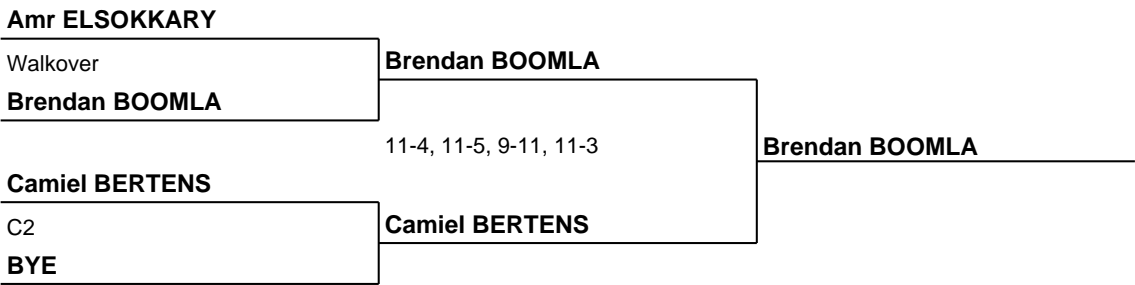 Amr ELSOKKARY
Walkover
Brendan BOOMLA
Brendan BOOMLA
11-4, 11-5, 9-11, 11-3
Brendan BOOMLA
Camiel BERTENS
C2
Camiel BERTENS
BYE